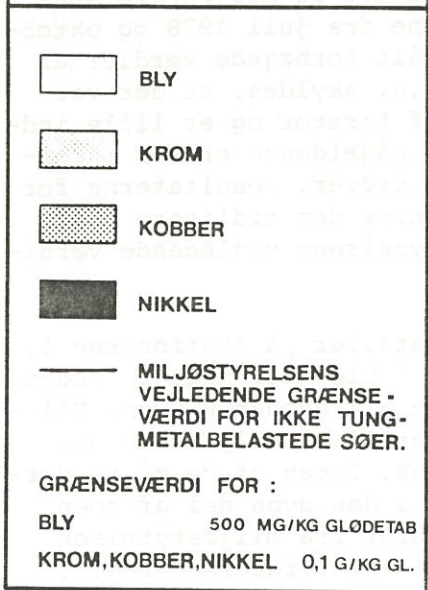 BLY
KROM
KOBBER
NIKKEL
MILJØSTYRELSENS
VEJLEDENDE GRÆNSE-
VÆRDI FOR IKKE TUNG-
METALBELASTEDE SØER.
GRÆNSEVÆRDI FOR :
BLY 500 MG/KG GLØDETAB
KROM,KOBBER,NIKKEL 0,1 G/KG GL.